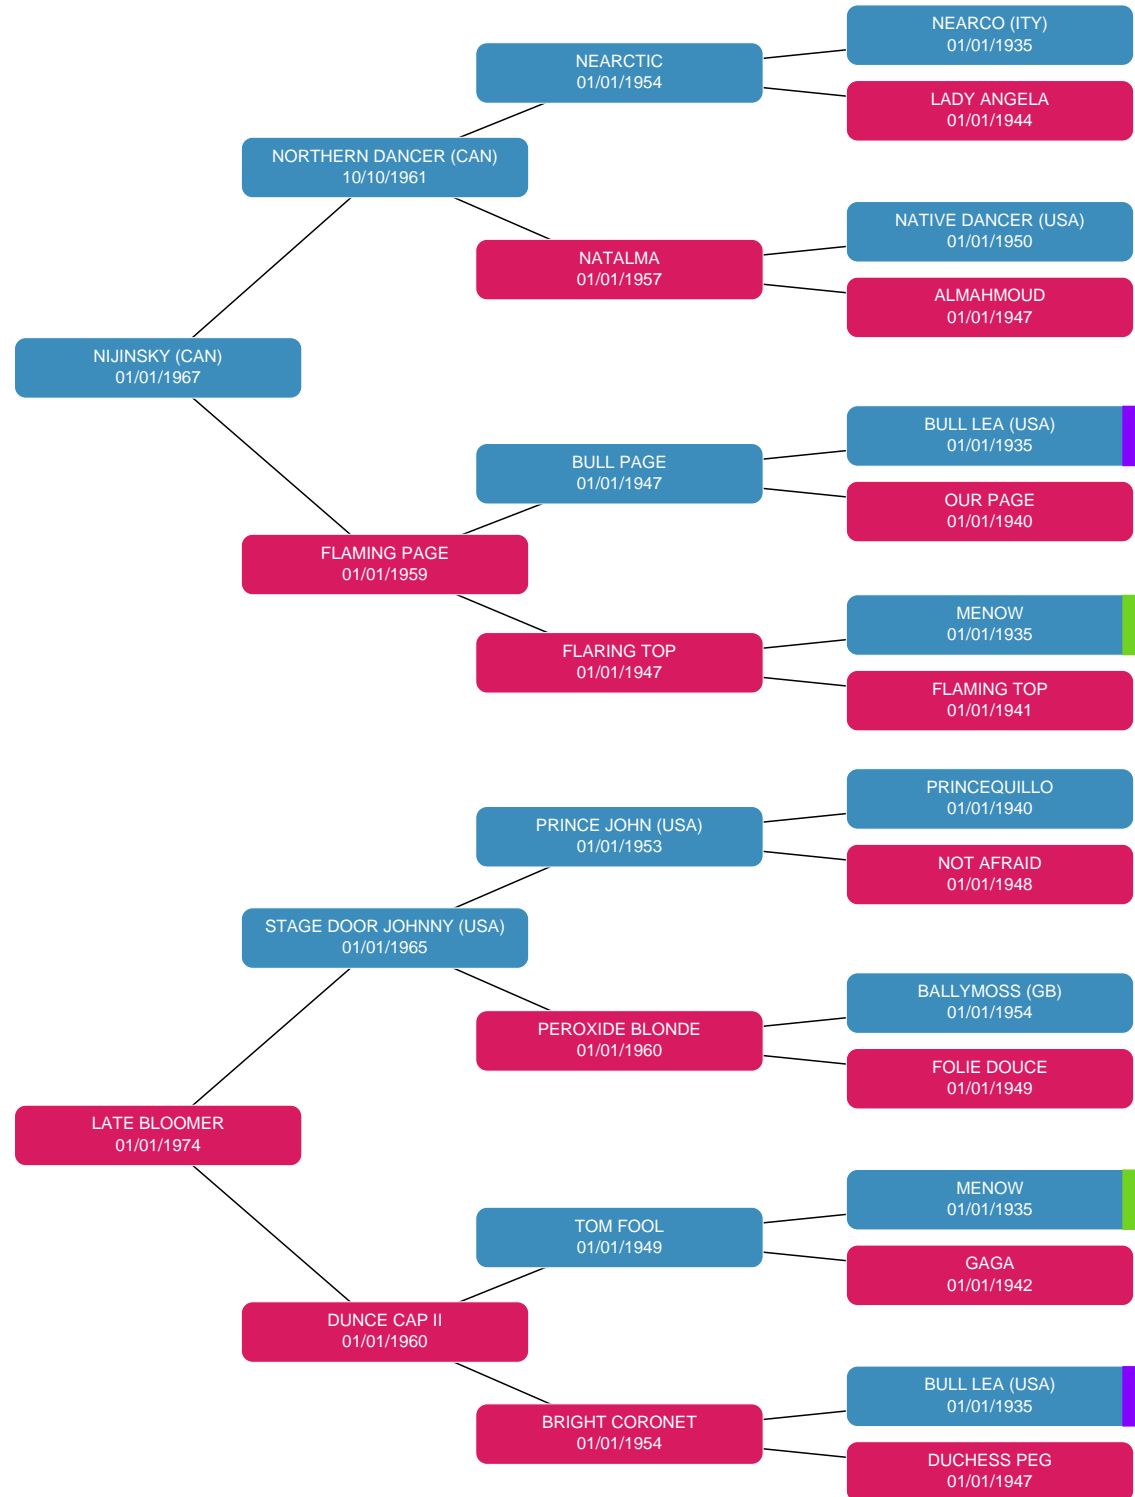 NEARCO (ITY)
01/01/1935
NEARCTIC
01/01/1954
LADY ANGELA
01/01/1944
NORTHERN DANCER (CAN)
10/10/1961
NATIVE DANCER (USA)
01/01/1950
NATALMA
01/01/1957
ALMAHMOUD
01/01/1947
NIJINSKY (CAN)
01/01/1967
BULL LEA (USA)
01/01/1935
BULL PAGE
01/01/1947
OUR PAGE
01/01/1940
FLAMING PAGE
01/01/1959
MENOW
01/01/1935
FLARING TOP
01/01/1947
FLAMING TOP
01/01/1941
PRINCEQUILLO
01/01/1940
PRINCE JOHN (USA)
01/01/1953
NOT AFRAID
01/01/1948
STAGE DOOR JOHNNY (USA)
01/01/1965
BALLYMOSS (GB)
01/01/1954
PEROXIDE BLONDE
01/01/1960
FOLIE DOUCE
01/01/1949
LATE BLOOMER
01/01/1974
MENOW
01/01/1935
TOM FOOL
01/01/1949
GAGA
01/01/1942
DUNCE CAP II
01/01/1960
BULL LEA (USA)
01/01/1935
BRIGHT CORONET
01/01/1954
DUCHESS PEG
01/01/1947